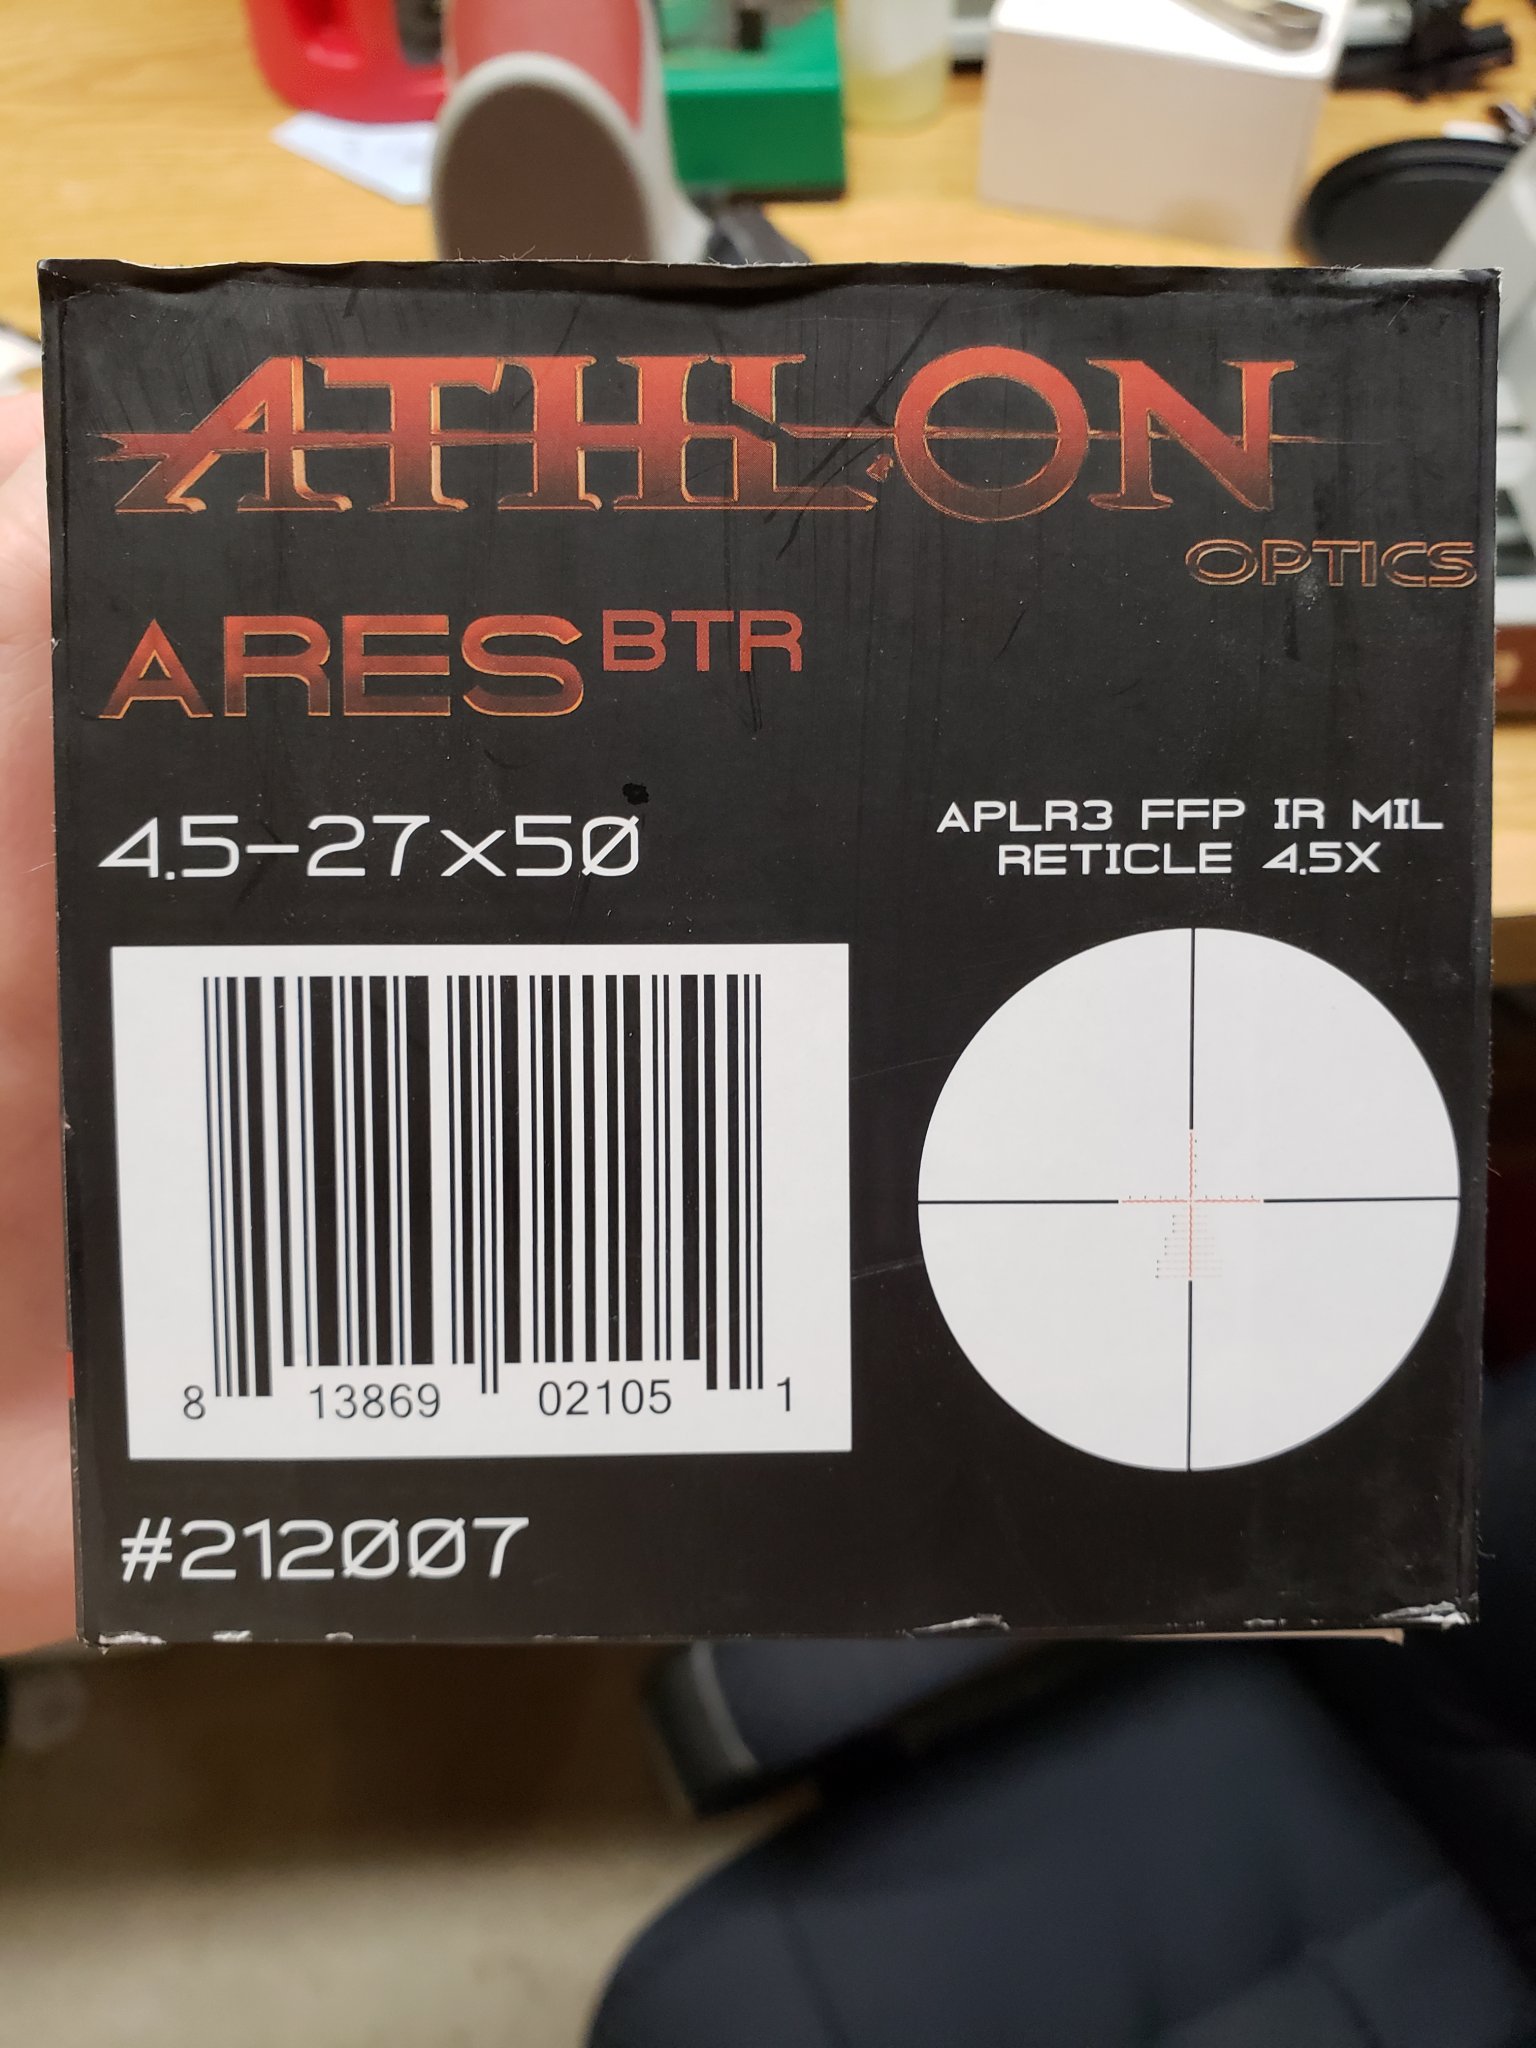 ATHLON
OPTICS
ARES BTR
4.5-27x50
APLR3 FFP IR MIL
RETICLE 4.5X
8 13869 02105 1
#212007